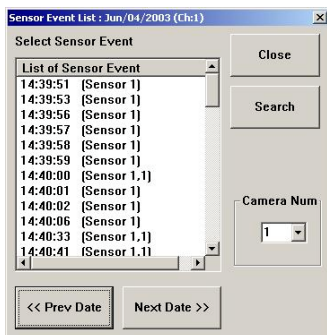 Sensor Event List : Jun/04/2003 (Ch:1)
Select Sensor Event
Close
List of Sensor Event
14:39:51 (Sensor 1)
14:39:53 (Sensor 1)
14:39:56 (Sensor 1)
14:39:57 (Sensor 1)
14:39:58 (Sensor 1)
14:39:59 (Sensor 1)
14:40:00 (Sensor 1,1)
14:40:01 (Sensor 1)
14:40:02 (Sensor 1)
14:40:06 (Sensor 1)
14:40:33 (Sensor 1,1)
14:40:41 (Sensor 1,1)
Search
Camera Num
1
<< Prev Date
Next Date >>